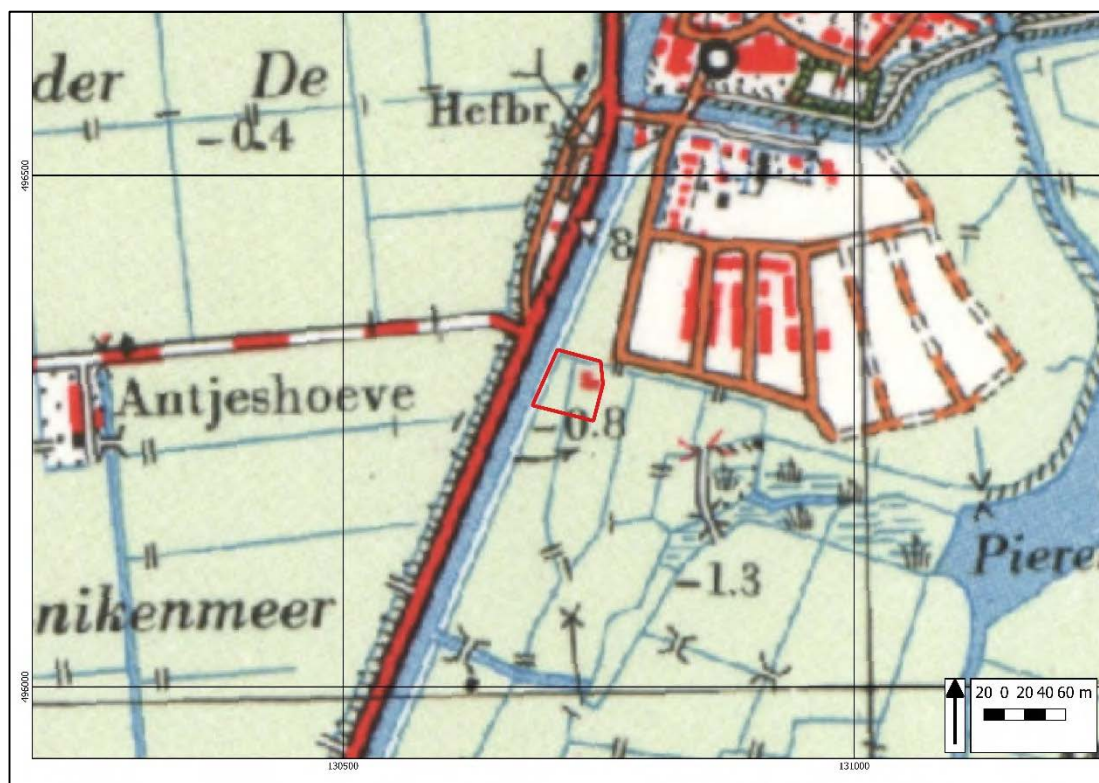 der De
Hefbr
-0.4
496500
8
Antjeshoeve
-0.8
Piere
-1.3
nikenmeer
496000
20 0 20 40 60 m
130500
131000